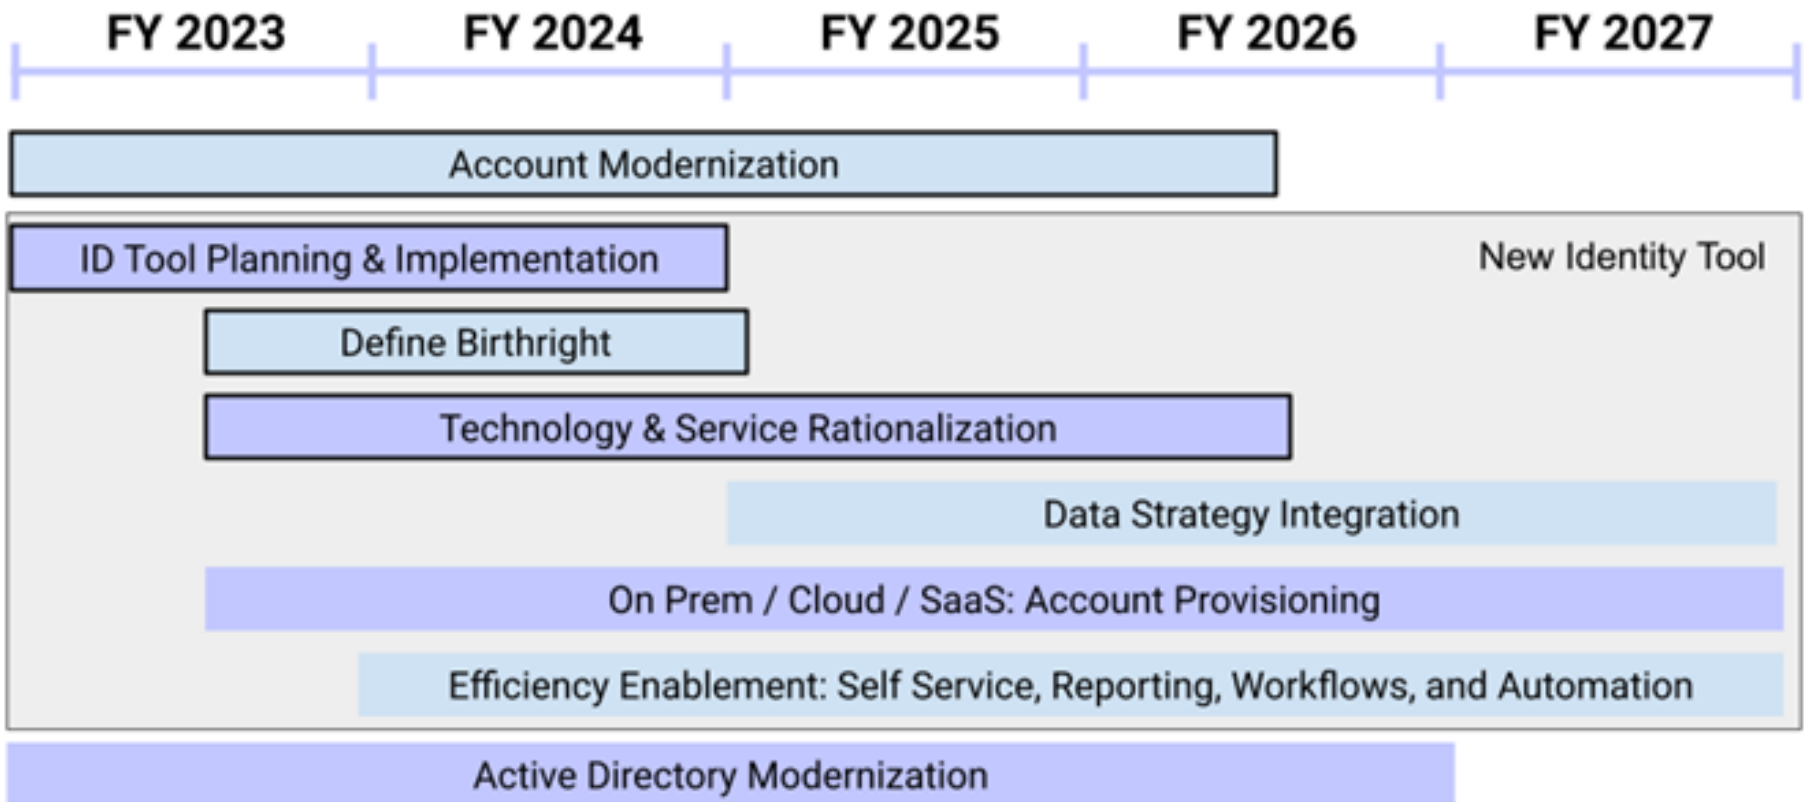 FY 2023 FY 2024 FY 2025 FY 2026 FY 2027
Account Modernization
ID Tool Planning & Implementation
New Identity Tool
Define Birthright
Technology & Service Rationalization
Data Strategy Integration
On Prem / Cloud / SaaS: Account Provisioning
Efficiency Enablement: Self Service, Reporting, Workflows, and Automation
Active Directory Modernization